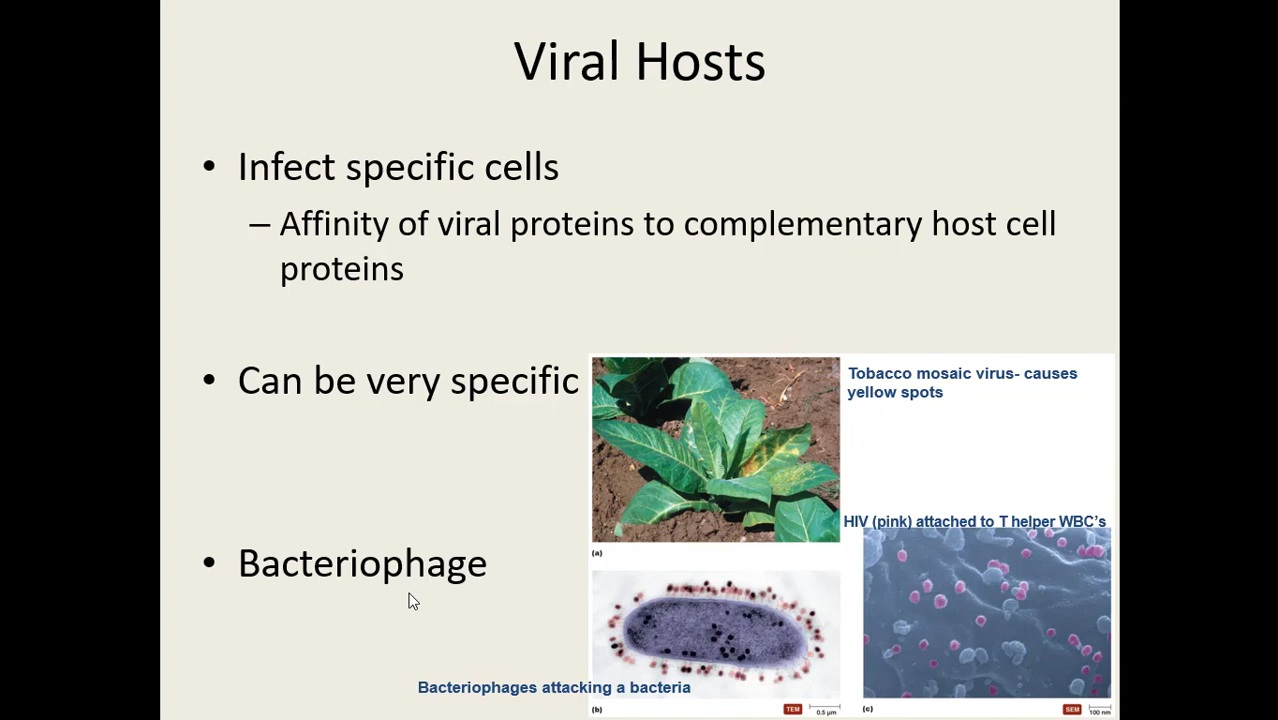 Viral Hosts
• Infect specific cells
– Affinity of viral proteins to complementary host cell
proteins
• Can be very specific
• Bacteriophage
Tobacco mosaic virus- causes
yellow spots
(a)
HIV (pink) attached to T helper WBC's
Bacteriophages attacking a bacteria
(b)
TEM
0.5 µm
(c)
SEM
100 nm